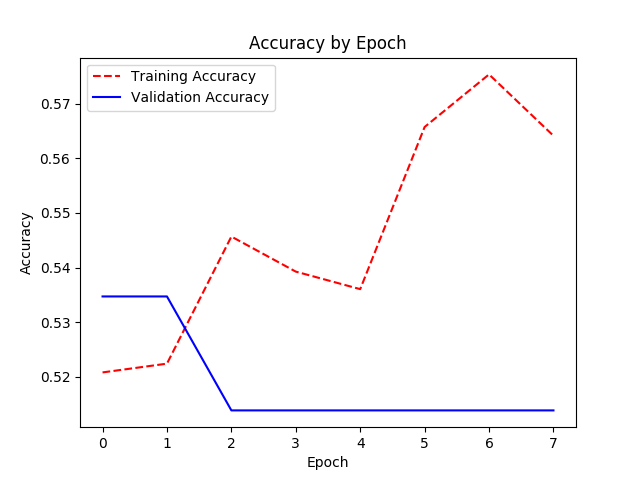 Accuracy by Epoch
Training Accuracy
Validation Accuracy
0.57
0.56
0.55
0.54
0.53
0.52
Accuracy
0 1 2 3 4 5 6 7
Epoch